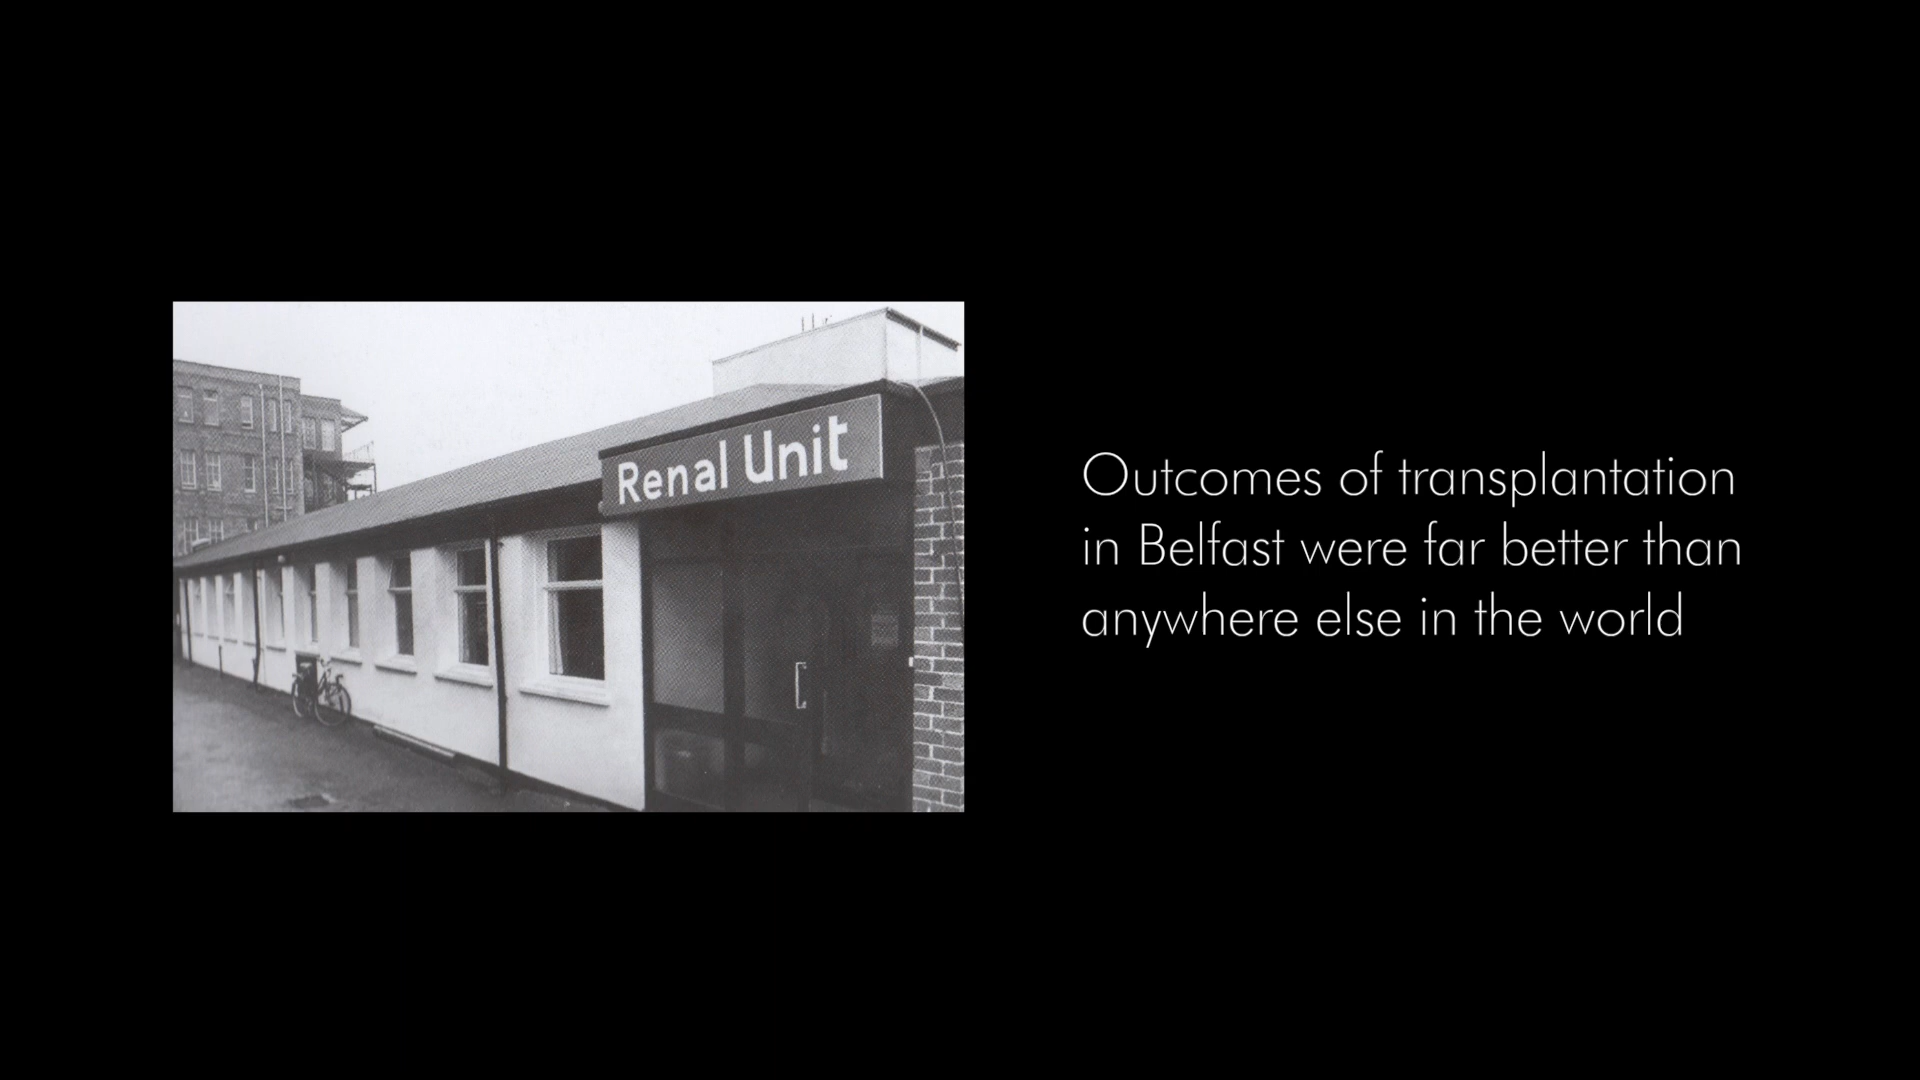 Renal Unit
Outcomes of transplantation
in Belfast were far better than
anywhere else in the world